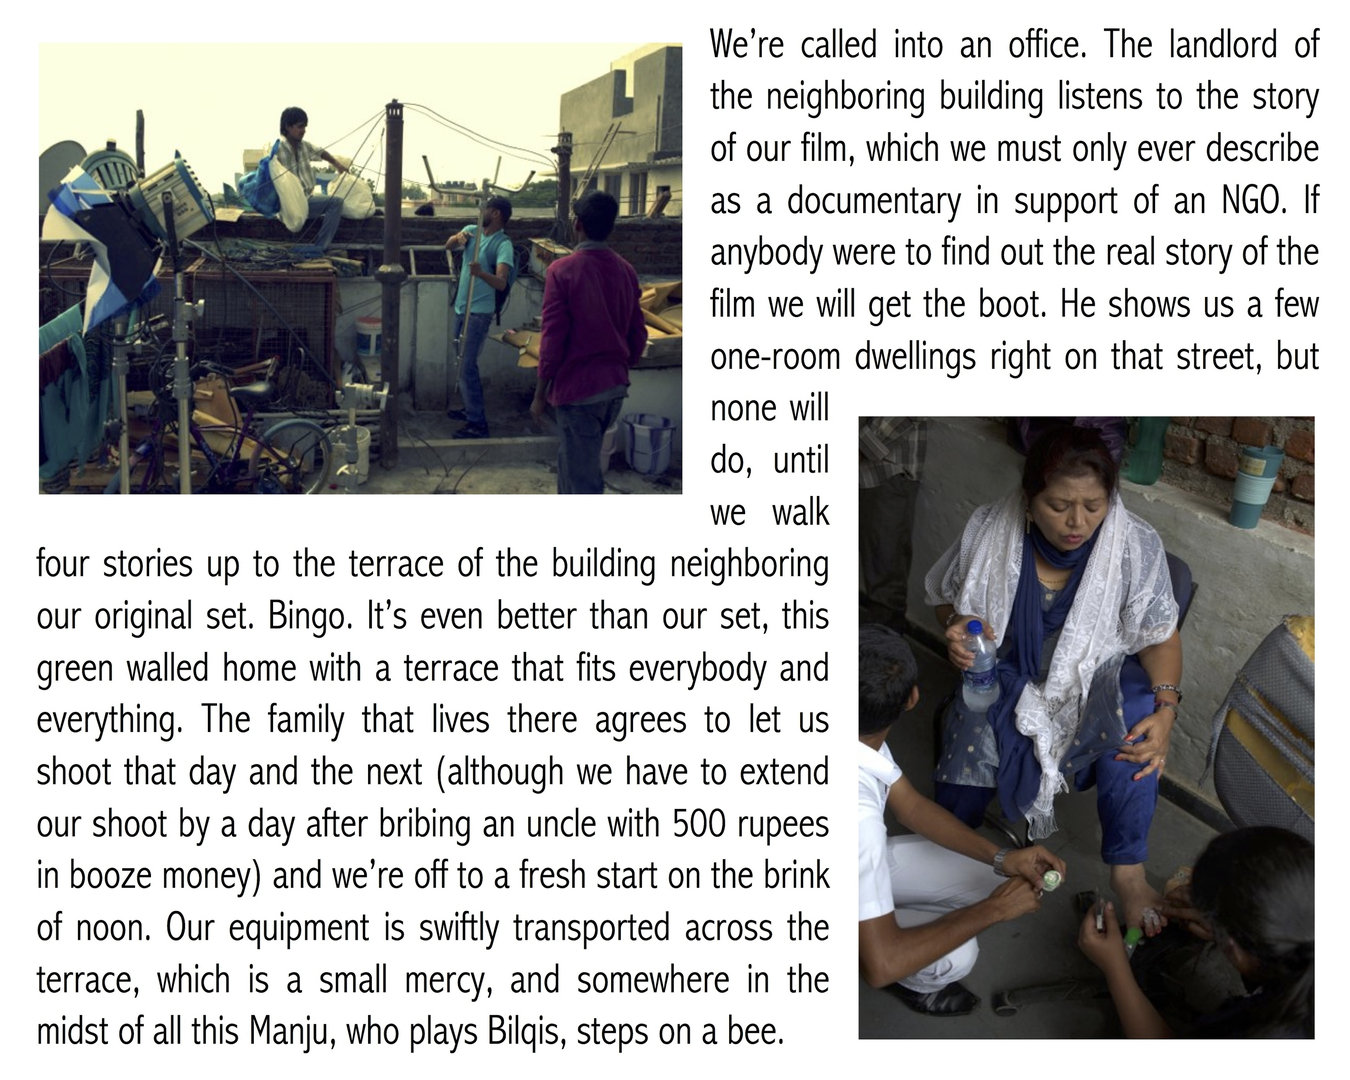 We're called into an office. The landlord of
the neighboring building listens to the story
of our film, which we must only ever describe
as a documentary in support of an NGO. If
anybody were to find out the real story of the
film we will get the boot. He shows us a few
one-room dwellings right on that street, but
none will
do, until
we walk
four stories up to the terrace of the building neighboring
our original set. Bingo. It's even better than our set, this
green walled home with a terrace that fits everybody and
everything. The family that lives there agrees to let us
shoot that day and the next (although we have to extend
our shoot by a day after bribing an uncle with 500 rupees
in booze money) and we're off to a fresh start on the brink
of noon. Our equipment is swiftly transported across the
terrace, which is a small mercy, and somewhere in the
midst of all this Manju, who plays Bilqis, steps on a bee.